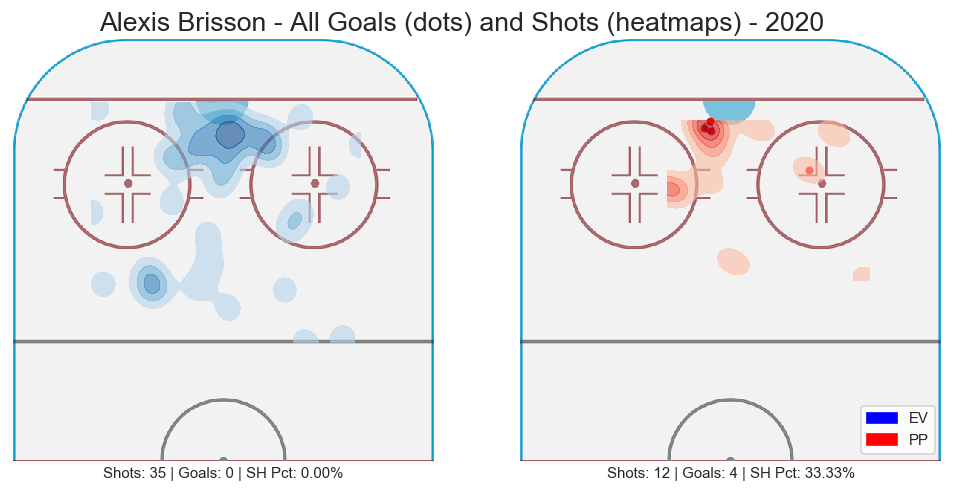 Alexis Brisson - All Goals (dots) and Shots (heatmaps) - 2020
EV
PP
Shots: 35 | Goals: 0 | SH Pct: 0.00%
Shots: 12 | Goals: 4 | SH Pct: 33.33%